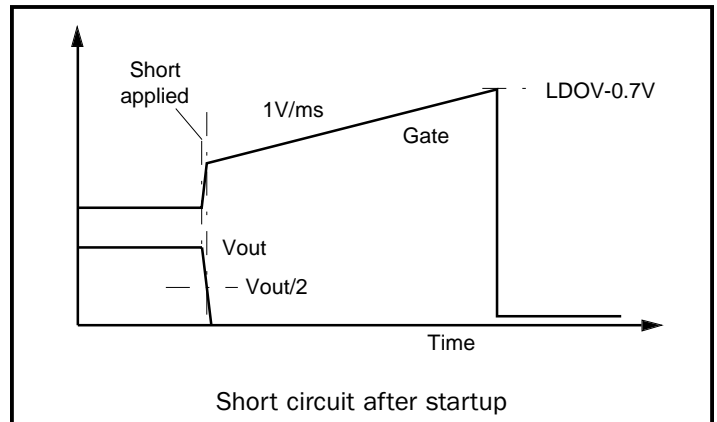 Short
applied
1V/ms
LDOV-0.7V
Gate
Vout
Vout/2
Time
Short circuit after startup